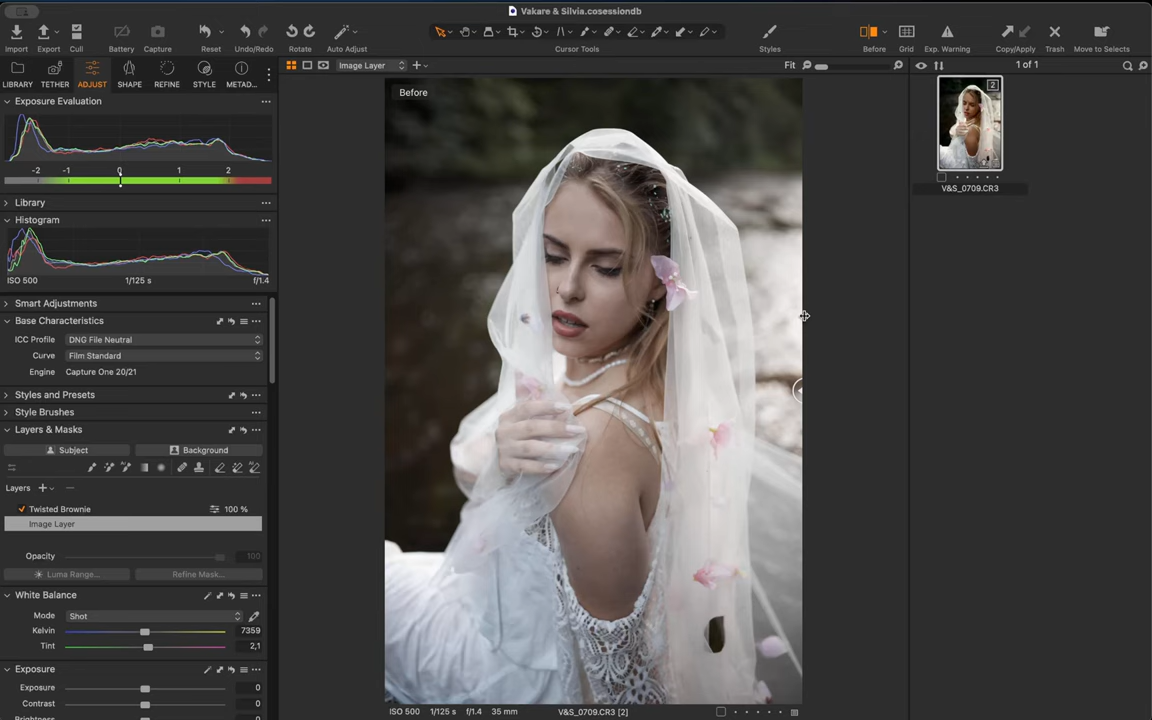 Vakare & Silvia.cosessiondb
Import Export Cull Battery Capture Reset Undo/Redo Rotate Auto Adjust Cursor Tools Styles Before Grid Exp. Warning Copy/Apply Trash Move to Selects
LIBRARY TETHER ADJUST SHAPE REFINE STYLE METAD...
Image Layer
Fit
1 of 1
Exposure Evaluation
Before
2
-2 -1 0 1 2
V&S_0709.CR3
Library
Histogram
ISO 500 1/125 s f/1.4
Smart Adjustments
Base Characteristics
ICC Profile DNG File Neutral
Curve Film Standard
Engine Capture One 20/21
Styles and Presets
Style Brushes
Layers & Masks
Subject Background
Layers
Twisted Brownie 100 %
Image Layer
Opacity 100
Luma Range... Refine Mask...
White Balance
Mode Shot
Kelvin 7359
Tint 2,1
Exposure
Exposure 0
Contrast 0
Brightness 0
ISO 500 1/125 s f/1.4 35 mm V&S_0709.CR3 [2]